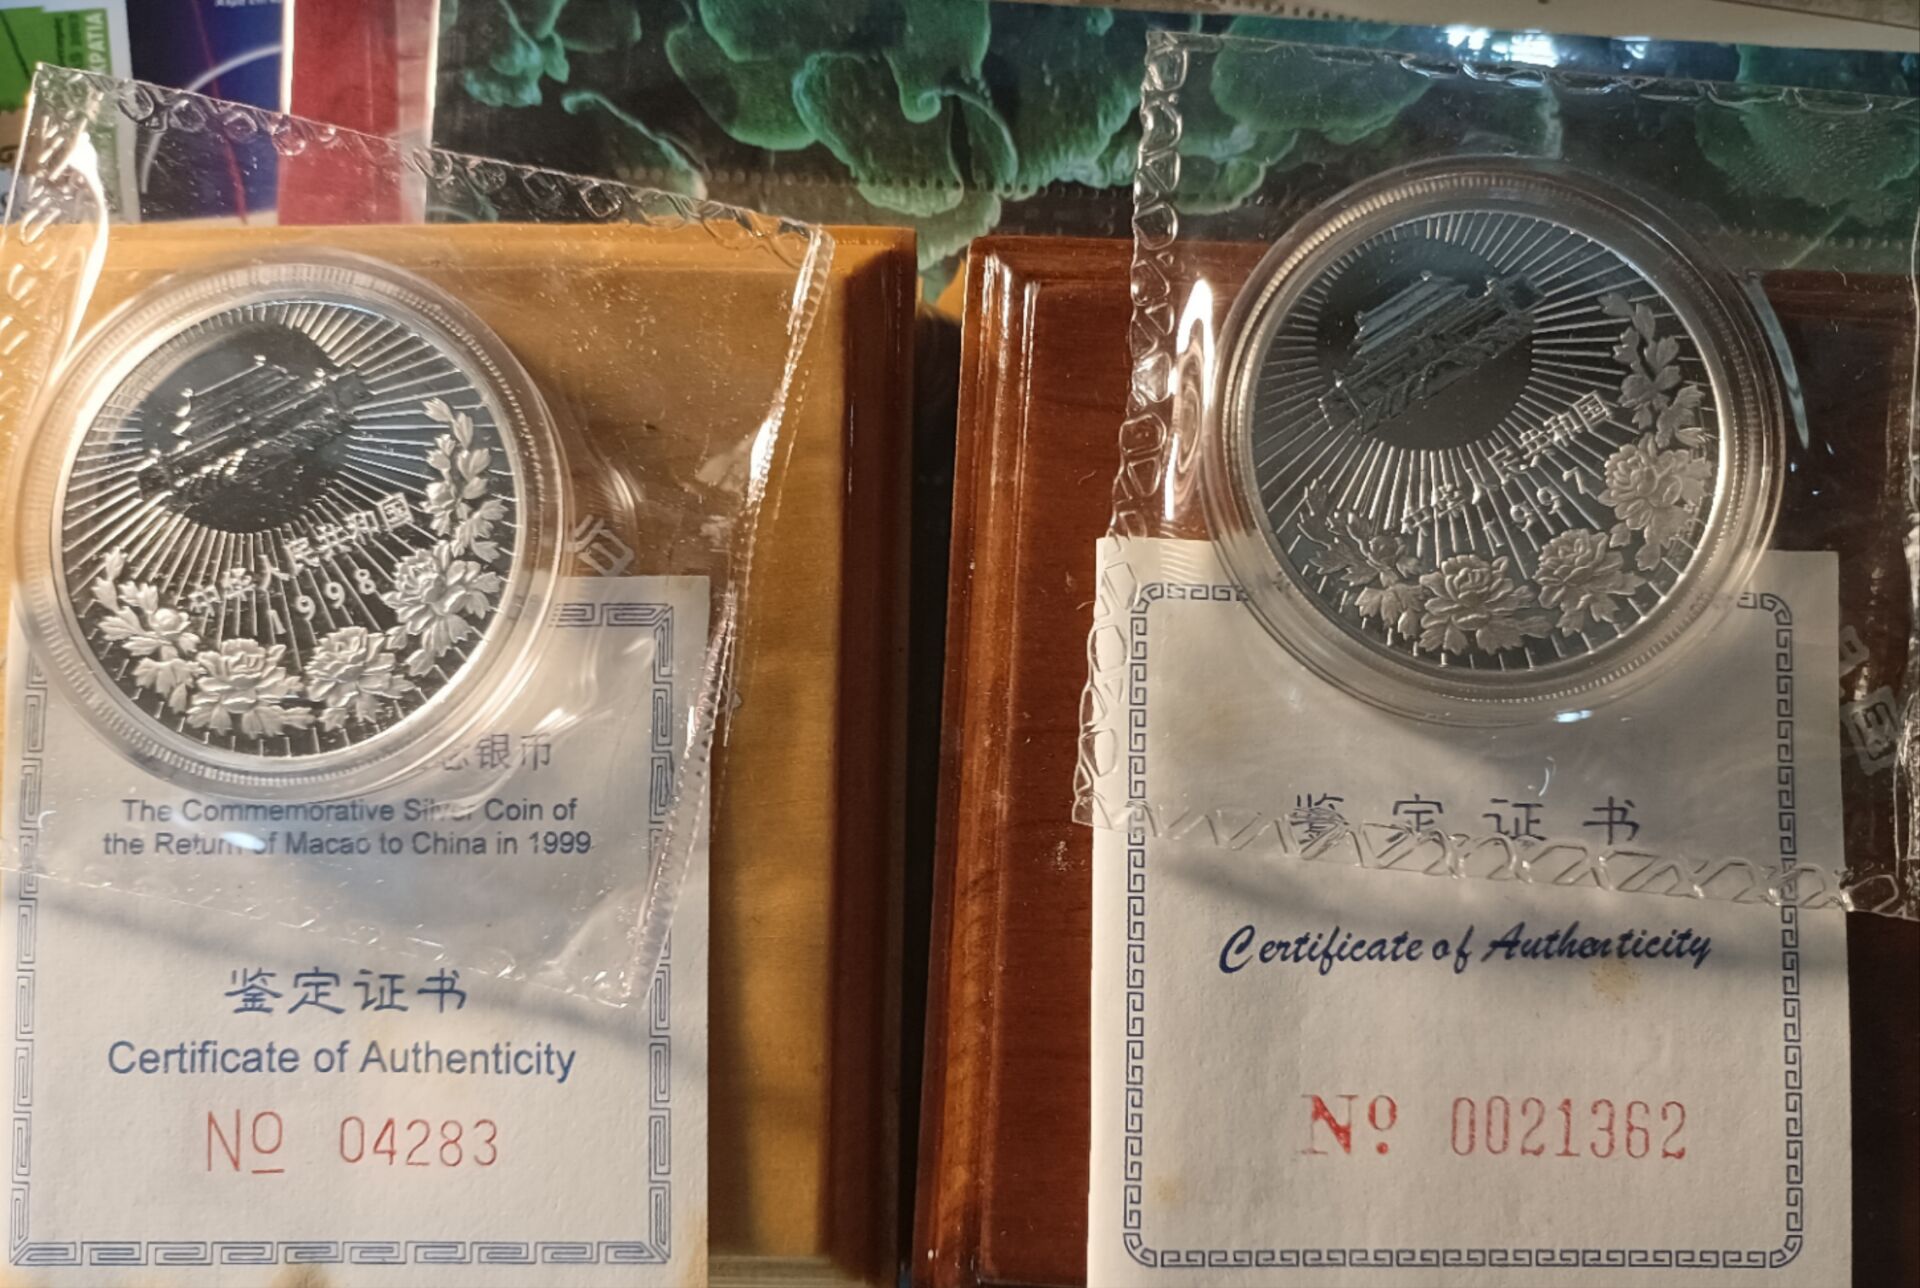 中华人民共和国
1998
念银币
The Commemorative Silver Coin of
the Return of Macao to China in 1999
鉴定证书
Certificate of Authenticity
No 04283
中华人民共和国
1997
鉴定证书
Certificate of Authenticity
No 0021362